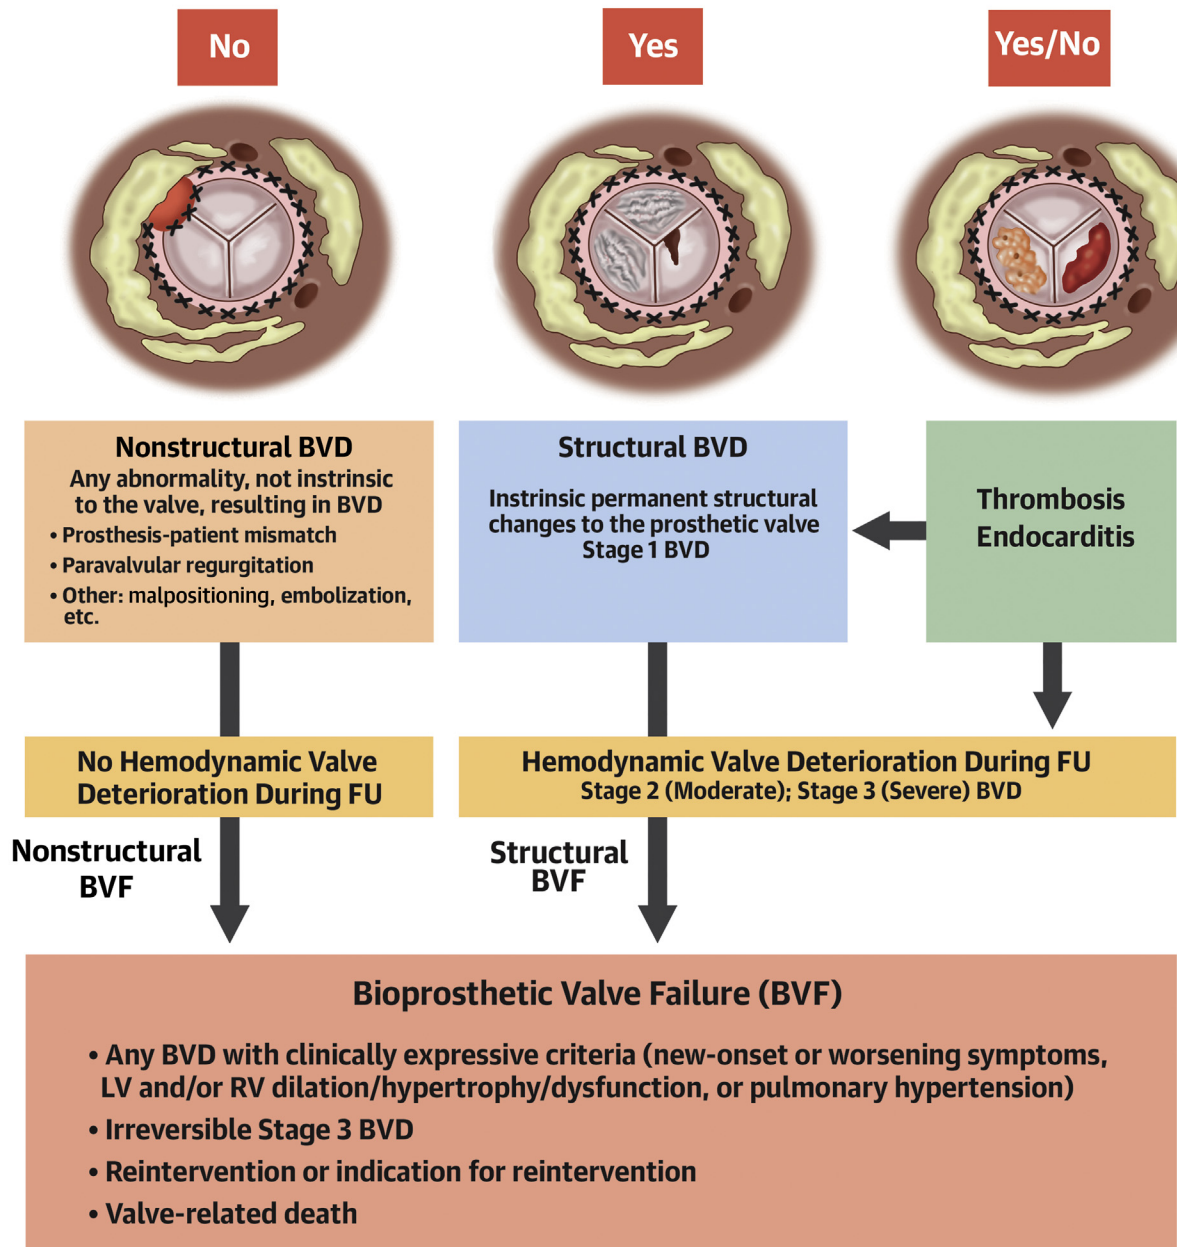 No
Yes
Yes/No
Nonstructural BVD
Any abnormality, not instrinsic
to the valve, resulting in BVD
• Prosthesis-patient mismatch
• Paravalvular regurgitation
• Other: malpositioning, embolization,
etc.
Structural BVD
Instrinsic permanent structural
changes to the prosthetic valve
Stage 1 BVD
Thrombosis
Endocarditis
No Hemodynamic Valve
Deterioration During FU
Hemodynamic Valve Deterioration During FU
Stage 2 (Moderate); Stage 3 (Severe) BVD
Nonstructural
BVF
Structural
BVF
Bioprosthetic Valve Failure (BVF)
• Any BVD with clinically expressive criteria (new-onset or worsening symptoms,
LV and/or RV dilation/hypertrophy/dysfunction, or pulmonary hypertension)
• Irreversible Stage 3 BVD
• Reintervention or indication for reintervention
• Valve-related death